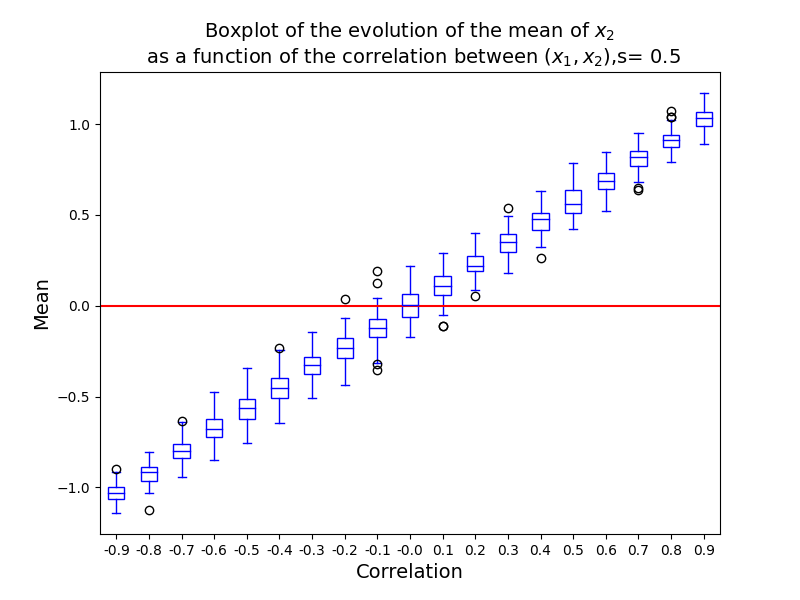 Boxplot of the evolution of the mean of x₂
as a function of the correlation between (x₁, x₂),s= 0.5
1.0
0.5
0.0
−0.5
−1.0
Mean
-0.9 -0.8 -0.7 -0.6 -0.5 -0.4 -0.3 -0.2 -0.1 -0.0 0.1 0.2 0.3 0.4 0.5 0.6 0.7 0.8 0.9
Correlation